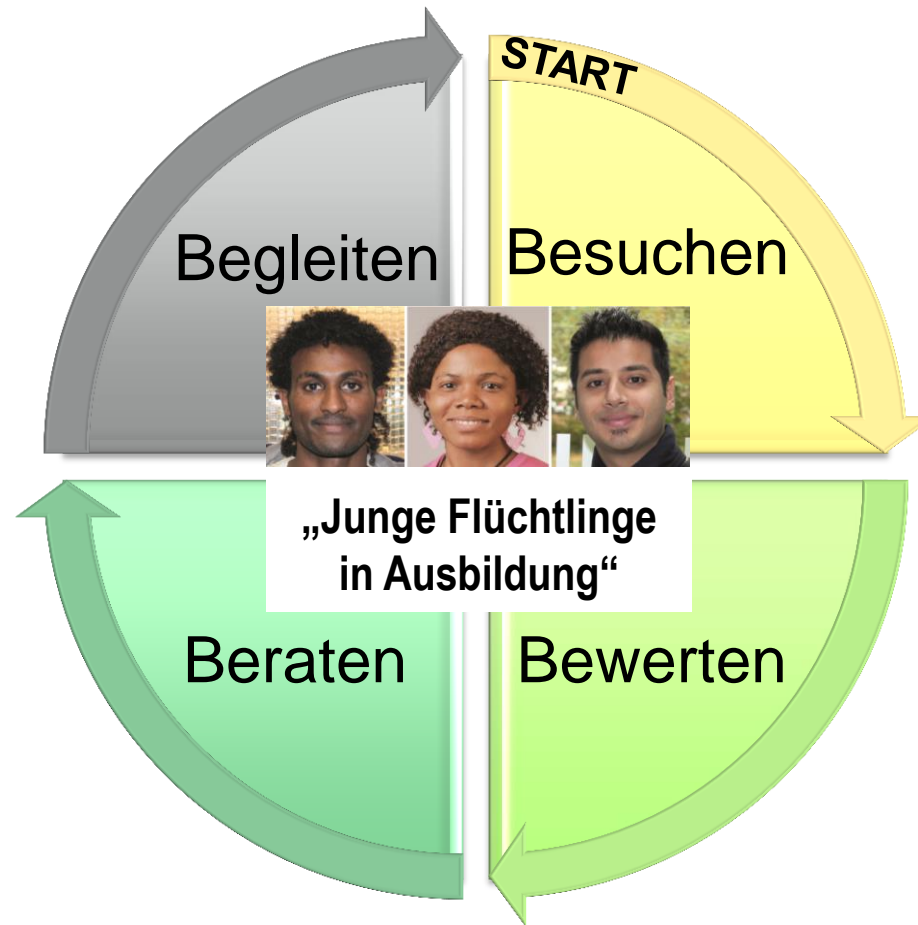 START
Besuchen
Bewerten
Beraten
Begleiten
„Junge Flüchtlinge
in Ausbildung“